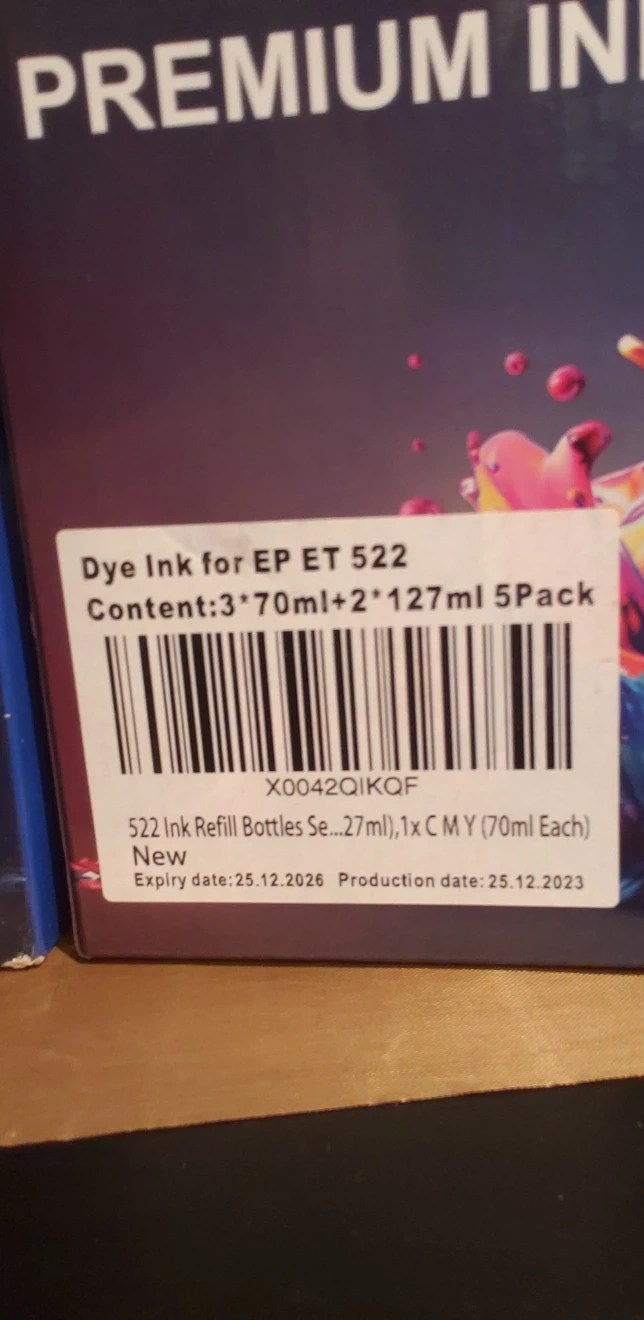 PREMIUM IN
Dye Ink for EP ET 522
Content:3*70ml+2*127ml 5Pack
X0042QIKQF
522 Ink Refill Bottles Se...27ml),1x C M Y (70ml Each)
New
Expiry date:25.12.2026 Production date:25.12.2023